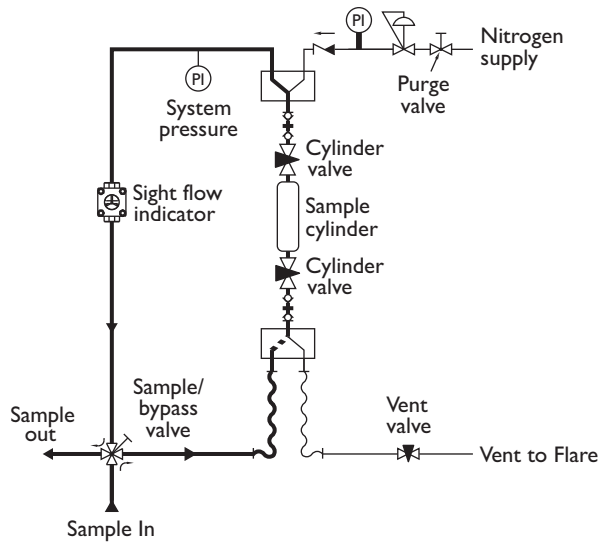 PI
Nitrogen
supply
PI
Purge
valve
System
pressure
Cylinder
valve
Sight flow
indicator
Sample
cylinder
Cylinder
valve
Sample/
bypass
valve
Sample
out
Vent
valve
Vent to Flare
Sample In